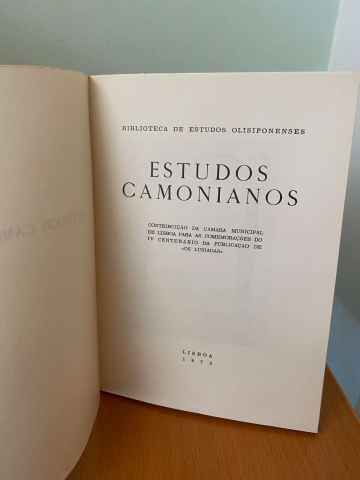 BIBLIOTECA DE ESTUDOS OLISIPONENSES
ESTUDOS
CAMONIANOS
CONTRIBUIÇÃO DA CÂMARA MUNICIPAL
DE LISBOA PARA AS COMEMORAÇÕES DO
IV CENTENÁRIO DA PUBLICAÇÃO DE
«OS LUSÍADAS»
LISBOA